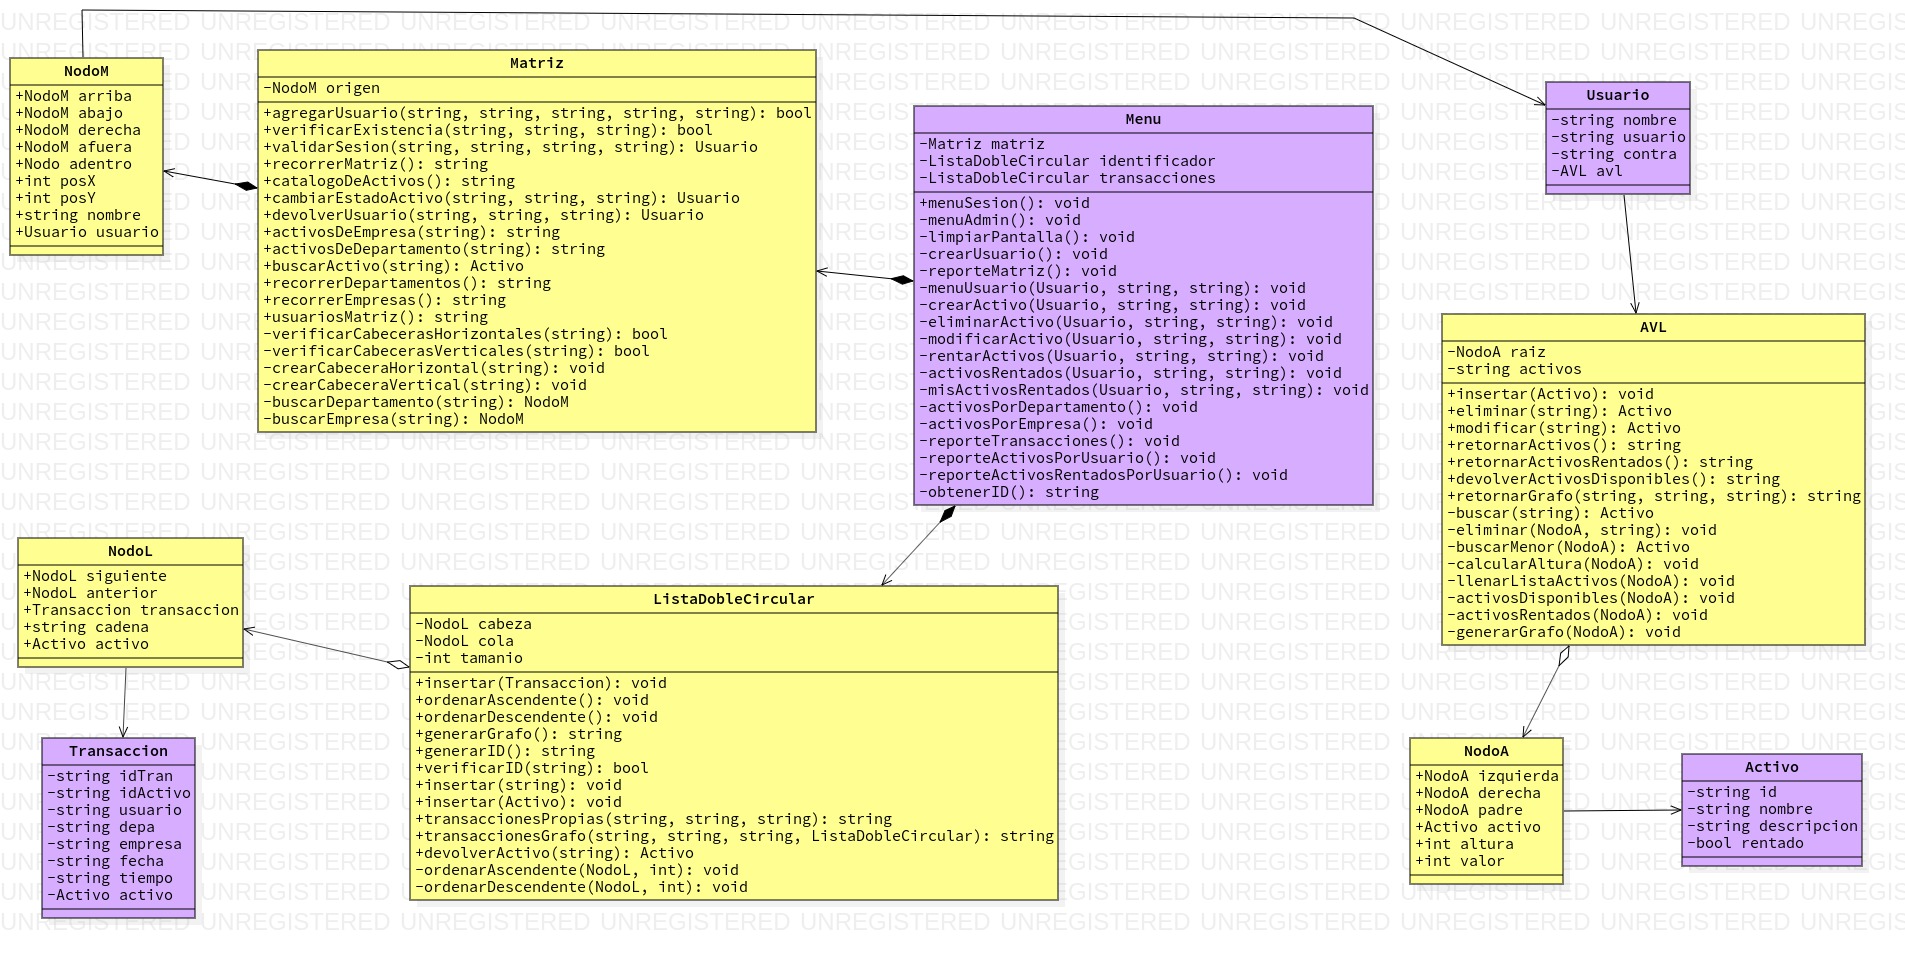 NodoM
+NodoM arriba
+NodoM abajo
+NodoM derecha
+NodoM afuera
+Nodo adentro
+int posX
+int posY
+string nombre
+Usuario usuario
Matriz
-NodoM origen
+agregarUsuario(string, string, string, string, string): bool
+verificarExistencia(string, string, string): bool
+validarSesion(string, string, string, string): Usuario
+recorrerMatriz(): string
+catalogoDeActivos(): string
+cambiarEstadoActivo(string, string, string): Usuario
+devolverUsuario(string, string, string): Usuario
+activosDeEmpresa(string): string
+activosDeDepartamento(string): string
+buscarActivo(string): Activo
+recorrerDepartamentos(): string
+recorrerEmpresas(): string
+usuariosMatriz(): string
-verificarCabecerasHorizontales(string): bool
-verificarCabecerasVerticales(string): bool
-crearCabeceraHorizontal(string): void
-crearCabeceraVertical(string): void
-buscarDepartamento(string): NodoM
-buscarEmpresa(string): NodoM
Menu
-Matriz matriz
-ListaDobleCircular identificador
-ListaDobleCircular transacciones
+menuSesion(): void
-menuAdmin(): void
-limpiarPantalla(): void
-crearUsuario(): void
-reporteMatriz(): void
-menuUsuario(Usuario, string, string): void
-crearActivo(Usuario, string, string): void
-eliminarActivo(Usuario, string, string): void
-modificarActivo(Usuario, string, string): void
-rentarActivos(Usuario, string, string): void
-activosRentados(Usuario, string, string): void
-misActivosRentados(Usuario, string, string): void
-activosPorDepartamento(): void
-activosPorEmpresa(): void
-reporteTransacciones(): void
-reporteActivosPorUsuario(): void
-reporteActivosRentadosPorUsuario(): void
-obtenerID(): string
Usuario
-string nombre
-string usuario
-string contra
-AVL avl
AVL
-NodoA raiz
-string activos
+insertar(Activo): void
+eliminar(string): Activo
+modificar(string): Activo
+retornarActivos(): string
+retornarActivosRentados(): string
+devolverActivosDisponibles(): string
+retornarGrafo(string, string, string): string
-buscar(string): Activo
-eliminar(NodoA, string): void
-buscarMenor(NodoA): Activo
-calcularAltura(NodoA): void
-llenarListaActivos(NodoA): void
-activosDisponibles(NodoA): void
-activosRentados(NodoA): void
-generarGrafo(NodoA): void
NodoL
+NodoL siguiente
+NodoL anterior
+Transaccion transaccion
+string cadena
+Activo activo
ListaDobleCircular
-NodoL cabeza
-NodoL cola
-int tamanio
+insertar(Transaccion): void
+ordenarAscendente(): void
+ordenarDescendente(): void
+generarGrafo(): string
+generarID(): string
+verificarID(string): bool
+insertar(string): void
+insertar(Activo): void
+transaccionesPropias(string, string, string): string
+transaccionesGrafo(string, string, string, ListaDobleCircular): string
+devolverActivo(string): Activo
-ordenarAscendente(NodoL, int): void
-ordenarDescendente(NodoL, int): void
Transaccion
-string idTran
-string idActivo
-string usuario
-string depa
-string empresa
-string fecha
-string tiempo
-Activo activo
NodoA
+NodoA izquierda
+NodoA derecha
+NodoA padre
+Activo activo
+int altura
+int valor
Activo
-string id
-string nombre
-string descripcion
-bool rentado
UNREGISTERED